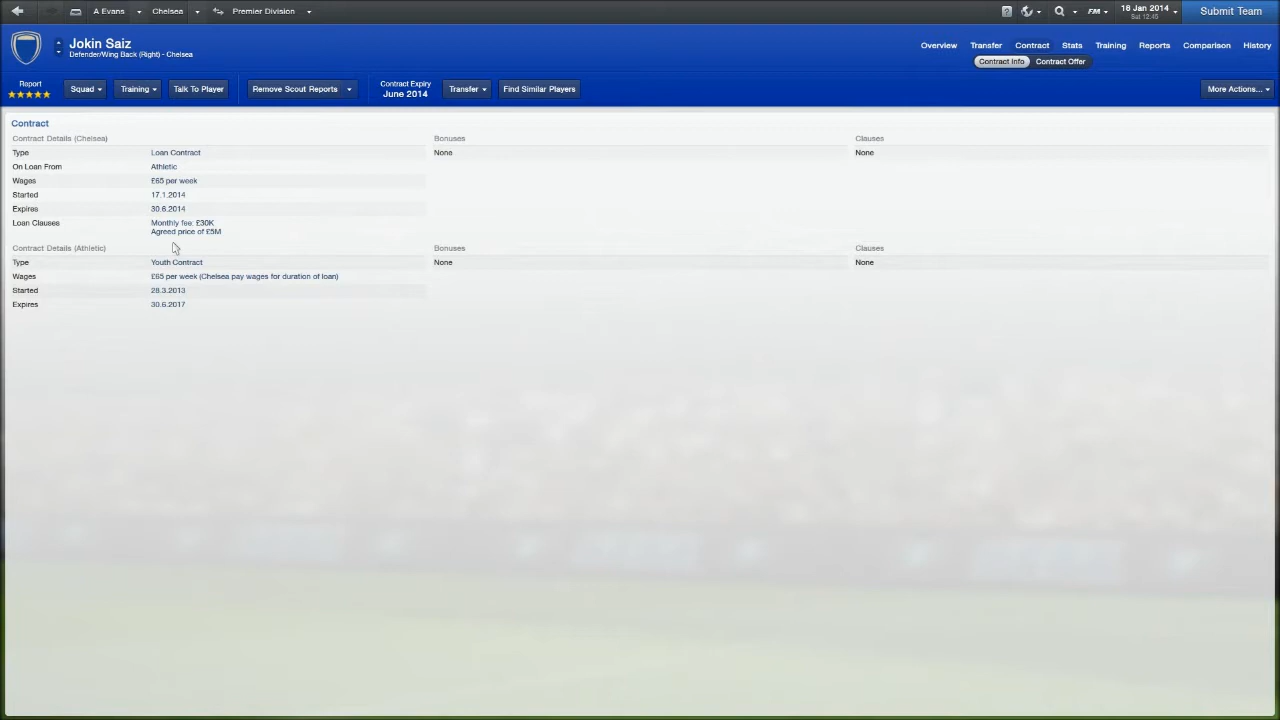 A Evans Chelsea Premier Division FM 18 Jan 2014 Submit Team
Sat 12:45
Jokin Saiz
Defender/Wing Back (Right) - Chelsea
Overview Transfer Contract Stats Training Reports Comparison History
Contract Info Contract Offer
Report Squad Training Talk To Player Remove Scout Reports Contract Expiry Transfer Find Similar Players More Actions...
June 2014
Contract
Contract Details (Chelsea) Bonuses Clauses
Type Loan Contract None None
On Loan From Athletic
Wages £65 per week
Started 17.1.2014
Expires 30.6.2014
Loan Clauses Monthly fee: £30K
Agreed price of £5M
Contract Details (Athletic) Bonuses Clauses
Type Youth Contract None None
Wages £65 per week (Chelsea pay wages for duration of loan)
Started 28.3.2013
Expires 30.6.2017